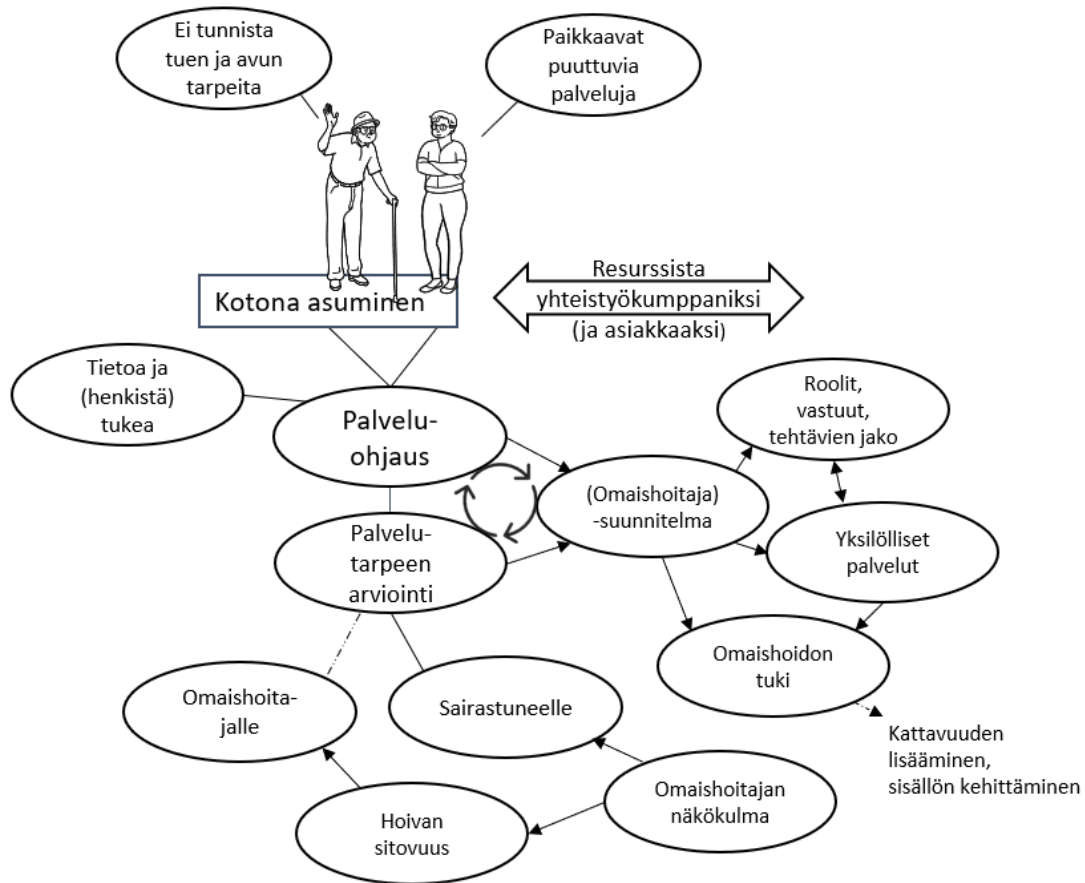 Ei tunnista
tuen ja avun
tarpeita
Paikkaavat
puuttuvia
palveluja
Kotona asuminen
Resurssista
yhteistyökumppaniksi
(ja asiakkaaksi)
Tietoa ja
(henkistä)
tukea
Palvelu-
ohjaus
Roolit,
vastuut,
tehtävien jako
(Omaishoitaja)
-suunnitelma
Palvelu-
tarpeen
arviointi
Yksilölliset
palvelut
Omaishoidon
tuki
Omaishoita-
jalle
Sairastuneelle
Kattavuuden
lisääminen,
sisällön kehittäminen
Omaishoitajan
näkökulma
Hoivan
sitovuus